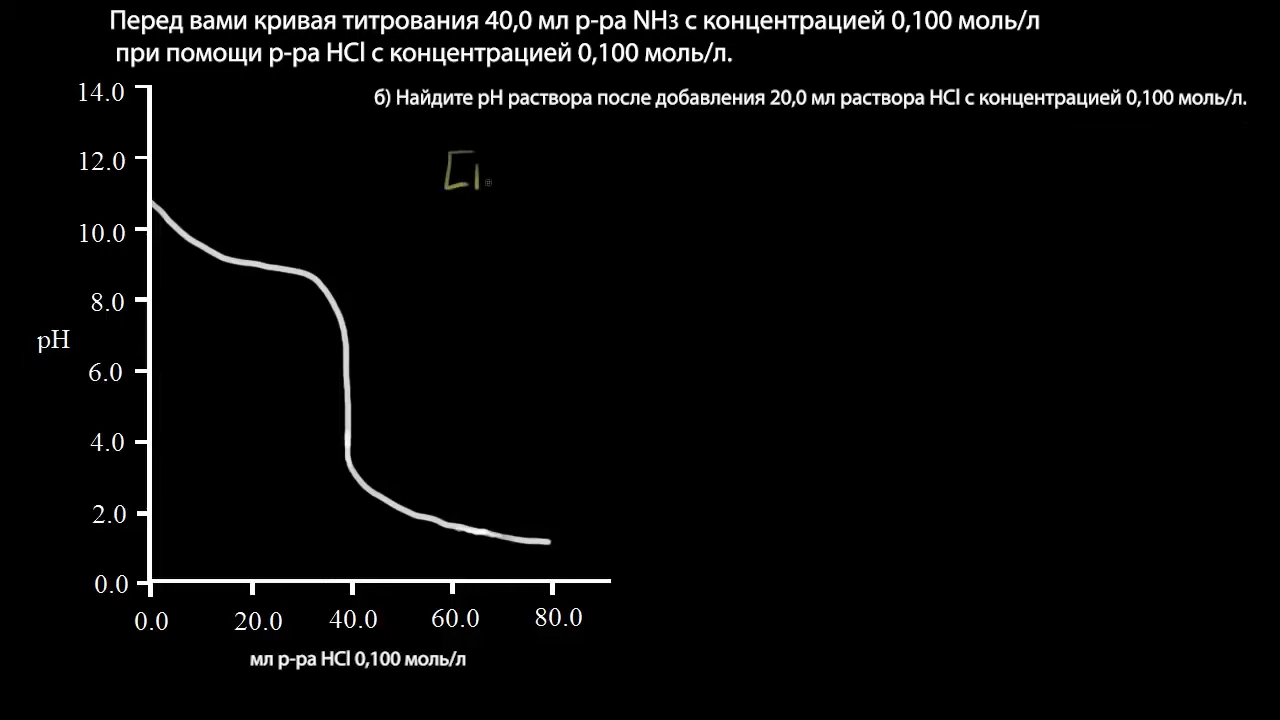 Перед вами кривая титрования 40,0 мл р-ра NH3 с концентрацией 0,100 моль/л
при помощи р-ра HCl с концентрацией 0,100 моль/л.
б) Найдите pH раствора после добавления 20,0 мл раствора HCl с концентрацией 0,100 моль/л.
14.0
12.0
10.0
8.0
pH
6.0
4.0
2.0
0.0
0.0 20.0 40.0 60.0 80.0
мл р-ра HCl 0,100 моль/л